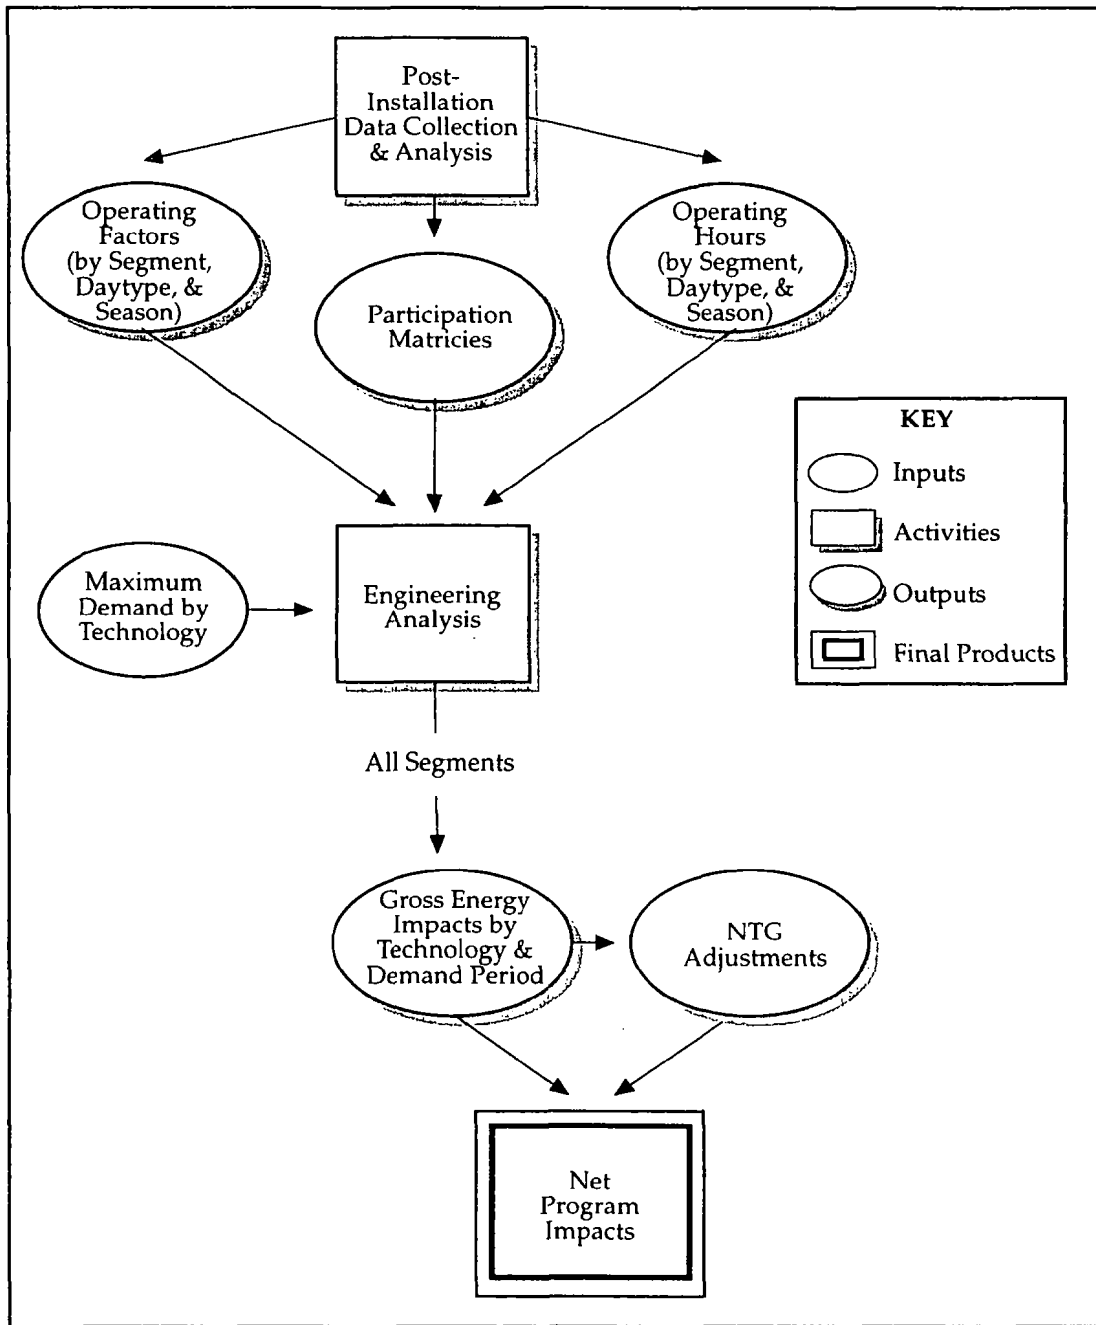 Post-
Installation
Data Collection
& Analysis
Operating
Factors
(by Segment,
Daytype, &
Season)
Participation
Matricies
Operating
Hours
(by Segment,
Daytype, &
Season)
KEY
Inputs
Activities
Outputs
Final Products
Maximum
Demand by
Technology
Engineering
Analysis
All Segments
Gross Energy
Impacts by
Technology &
Demand Period
NTG
Adjustments
Net
Program
Impacts